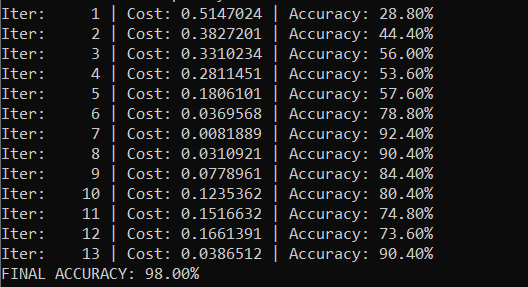 Iter:     1 | Cost: 0.5147024 | Accuracy: 28.80%
Iter:     2 | Cost: 0.3827201 | Accuracy: 44.40%
Iter:     3 | Cost: 0.3310234 | Accuracy: 56.00%
Iter:     4 | Cost: 0.2811451 | Accuracy: 53.60%
Iter:     5 | Cost: 0.1806101 | Accuracy: 57.60%
Iter:     6 | Cost: 0.0369568 | Accuracy: 78.80%
Iter:     7 | Cost: 0.0081889 | Accuracy: 92.40%
Iter:     8 | Cost: 0.0310921 | Accuracy: 90.40%
Iter:     9 | Cost: 0.0778961 | Accuracy: 84.40%
Iter:    10 | Cost: 0.1235362 | Accuracy: 80.40%
Iter:    11 | Cost: 0.1516632 | Accuracy: 74.80%
Iter:    12 | Cost: 0.1661391 | Accuracy: 73.60%
Iter:    13 | Cost: 0.0386512 | Accuracy: 90.40%
FINAL ACCURACY: 98.00%